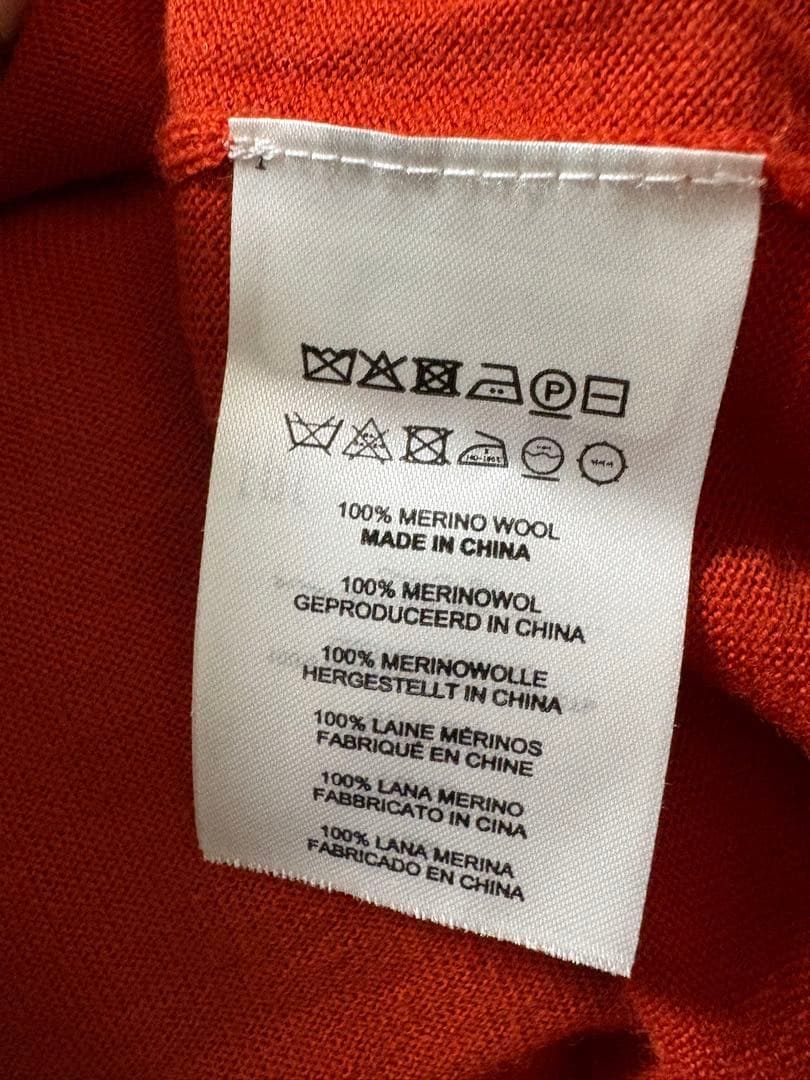 P
100% MERINO WOOL
MADE IN CHINA
100% MERINOWOL
GEPRODUCEERD IN CHINA
100% MERINOWOLLE
HERGESTELLT IN CHINA
100% LAINE MÉRINOS
FABRIQUÉ EN CHINE
100% LANA MERINO
FABBRICATO IN CINA
100% LANA MERINA
FABRICADO EN CHINA